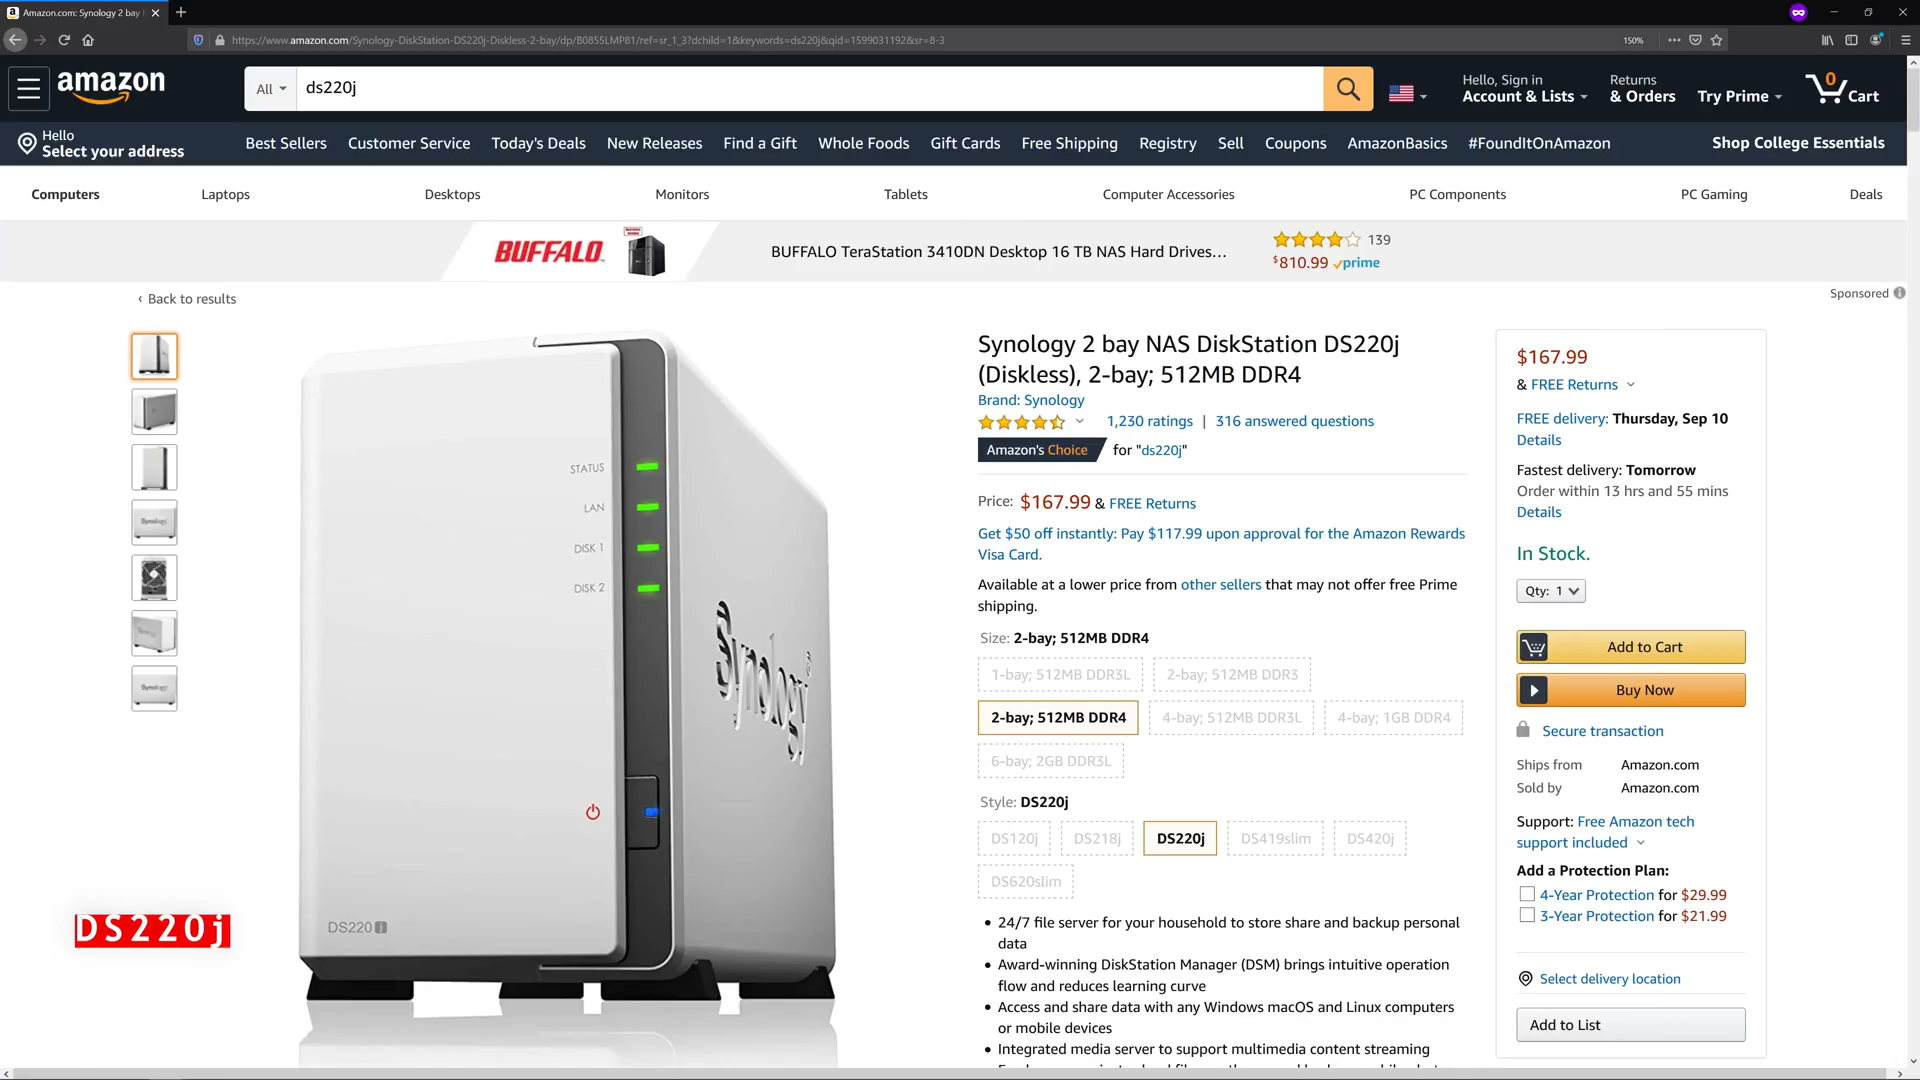 Amazon.com: Synology 2 bay
https://www.amazon.com/Synology-DiskStation-DS220j-Diskless-2-bay/dp/B0855LMP81/ref=sr_1_3?dchild=1&keywords=ds220j&qid=1599031192&sr=8-3
150%
amazon
All
ds220j
Hello, Sign in
Account & Lists
Returns
& Orders
Try Prime
0
Cart
Hello
Select your address
Best Sellers
Customer Service
Today's Deals
New Releases
Find a Gift
Whole Foods
Gift Cards
Free Shipping
Registry
Sell
Coupons
AmazonBasics
#FoundItOnAmazon
Shop College Essentials
Computers
Laptops
Desktops
Monitors
Tablets
Computer Accessories
PC Components
PC Gaming
Deals
BUFFALO
BUFFALO TeraStation 3410DN Desktop 16 TB NAS Hard Drives…
139
$810.99 prime
‹ Back to results
Sponsored
STATUS
LAN
DISK 1
DISK 2
Synology
DS220 j
DS220j
Synology 2 bay NAS DiskStation DS220j
(Diskless), 2-bay; 512MB DDR4
Brand: Synology
1,230 ratings | 316 answered questions
Amazon's Choice for "ds220j"
Price: $167.99 & FREE Returns
Get $50 off instantly: Pay $117.99 upon approval for the Amazon Rewards
Visa Card.
Available at a lower price from other sellers that may not offer free Prime
shipping.
Size: 2-bay; 512MB DDR4
1-bay; 512MB DDR3L
2-bay; 512MB DDR3
2-bay; 512MB DDR4
4-bay; 512MB DDR3L
4-bay; 1GB DDR4
6-bay; 2GB DDR3L
Style: DS220j
DS120j
DS218j
DS220j
DS419slim
DS420j
DS620slim
• 24/7 file server for your household to store share and backup personal
data
• Award-winning DiskStation Manager (DSM) brings intuitive operation
flow and reduces learning curve
• Access and share data with any Windows macOS and Linux computers
or mobile devices
• Integrated media server to support multimedia content streaming
$167.99
& FREE Returns
FREE delivery: Thursday, Sep 10
Details
Fastest delivery: Tomorrow
Order within 13 hrs and 55 mins
Details
In Stock.
Qty: 1
Add to Cart
Buy Now
Secure transaction
Ships from Amazon.com
Sold by Amazon.com
Support: Free Amazon tech
support included
Add a Protection Plan:
4-Year Protection for $29.99
3-Year Protection for $21.99
Select delivery location
Add to List